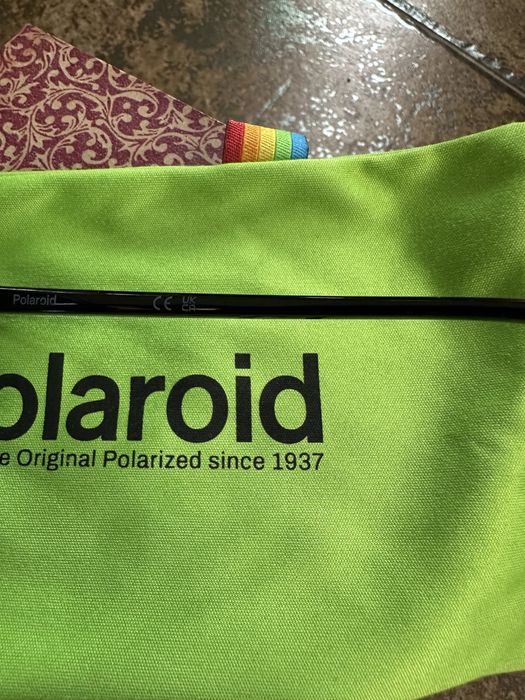 Polaroid CE UK
CA
olaroid
e Original Polarized since 1937